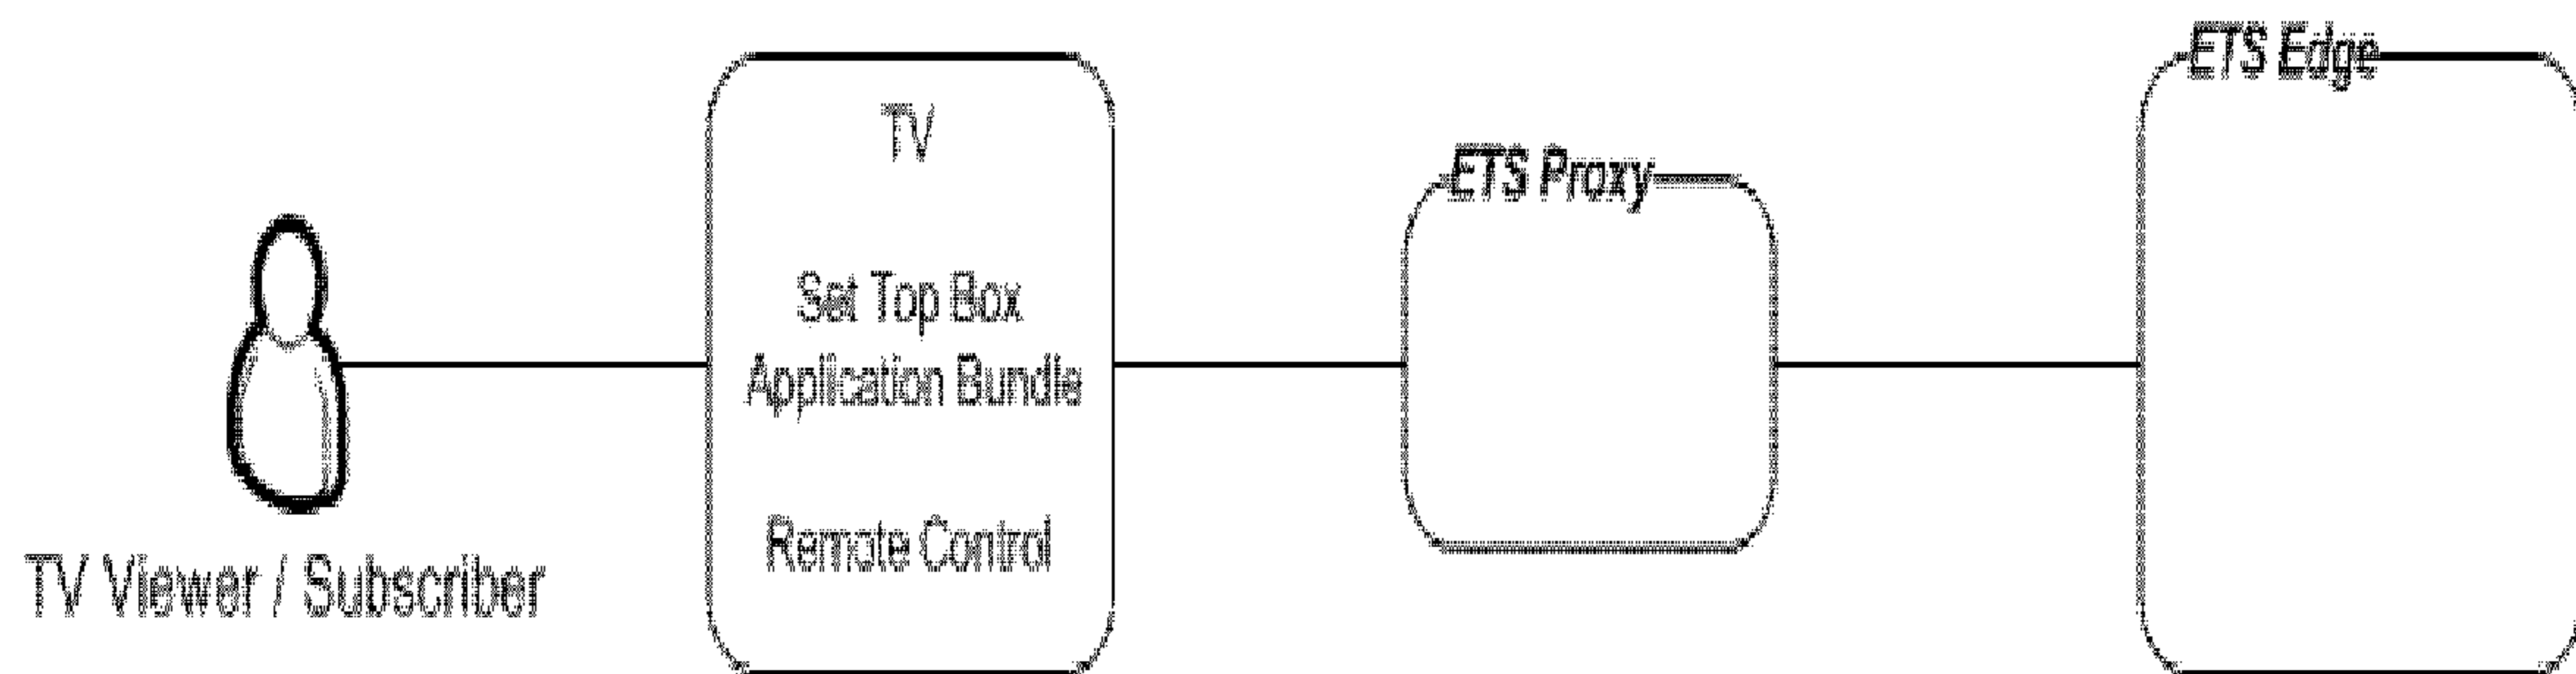 ETS Edge
TV
ETS Proxy
Set Top Box
Application Bundle
Remote Control
TV Viewer / Subscriber